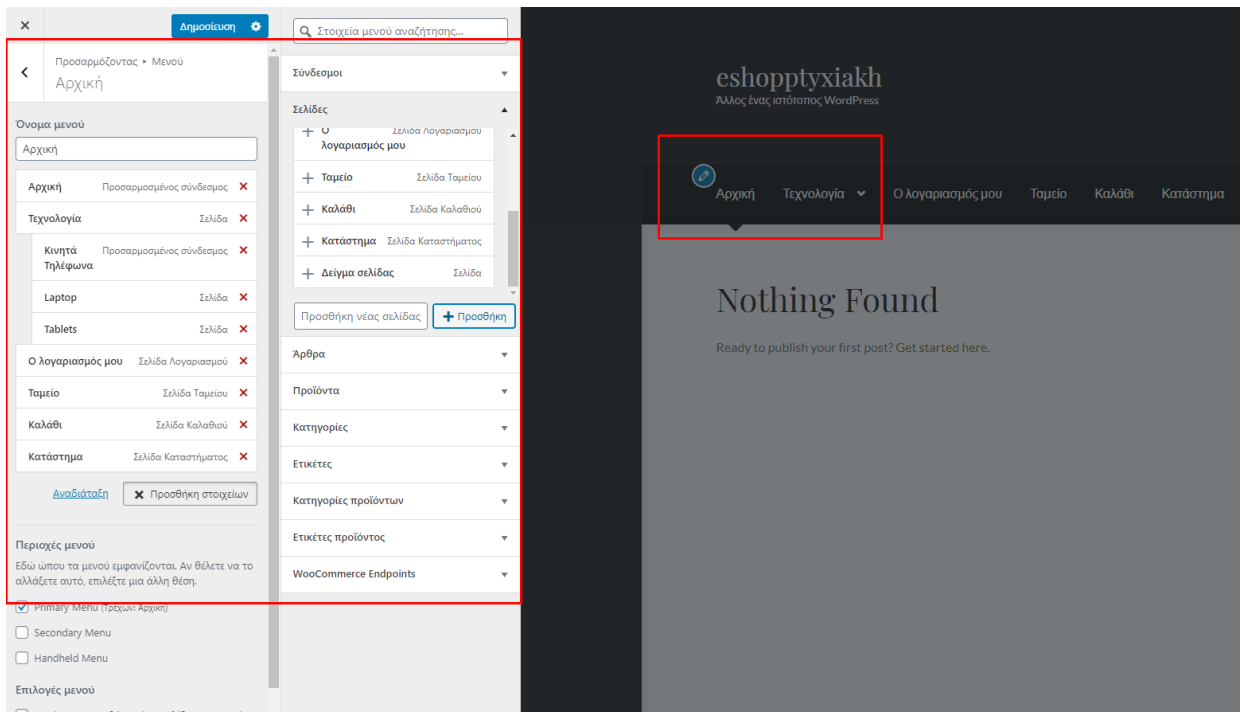 Δημοσίευση
Προσαρμόζοντας ▸ Μενού
Αρχική
Όνομα μενού
Αρχική
Αρχική Προσαρμοσμένος σύνδεσμος
Τεχνολογία Σελίδα
Κινητά Προσαρμοσμένος σύνδεσμος
Τηλέφωνα
Laptop Σελίδα
Tablets Σελίδα
Ο λογαριασμός μου Σελίδα Λογαριασμού
Ταμείο Σελίδα Ταμείου
Καλάθι Σελίδα Καλαθιού
Κατάστημα Σελίδα Καταστήματος
Αναδιάταξη Προσθήκη στοιχείων
Περιοχές μενού
Εδώ ώπου τα μενού εμφανίζονται. Αν θέλετε να το
αλλάξετε αυτό, επιλέξτε μια άλλη θέση.
Primary Menu (Τρέχων: Αρχική)
Secondary Menu
Handheld Menu
Επιλογές μενού
Στοιχεία μενού αναζήτησης...
Σύνδεσμοι
Σελίδες
Ο Σελίδα Λογαριασμού
λογαριασμός μου
Ταμείο Σελίδα Ταμείου
Καλάθι Σελίδα Καλαθιού
Κατάστημα Σελίδα Καταστήματος
Δείγμα σελίδας Σελίδα
Προσθήκη νέας σελίδας Προσθήκη
Άρθρα
Προϊόντα
Κατηγορίες
Ετικέτες
Κατηγορίες προϊόντων
Ετικέτες προϊόντος
WooCommerce Endpoints
eshopptyxiakh
Άλλος ένας ιστότοπος WordPress
Αρχική Τεχνολογία Ο λογαριασμός μου Ταμείο Καλάθι Κατάστημα
Nothing Found
Ready to publish your first post? Get started here.